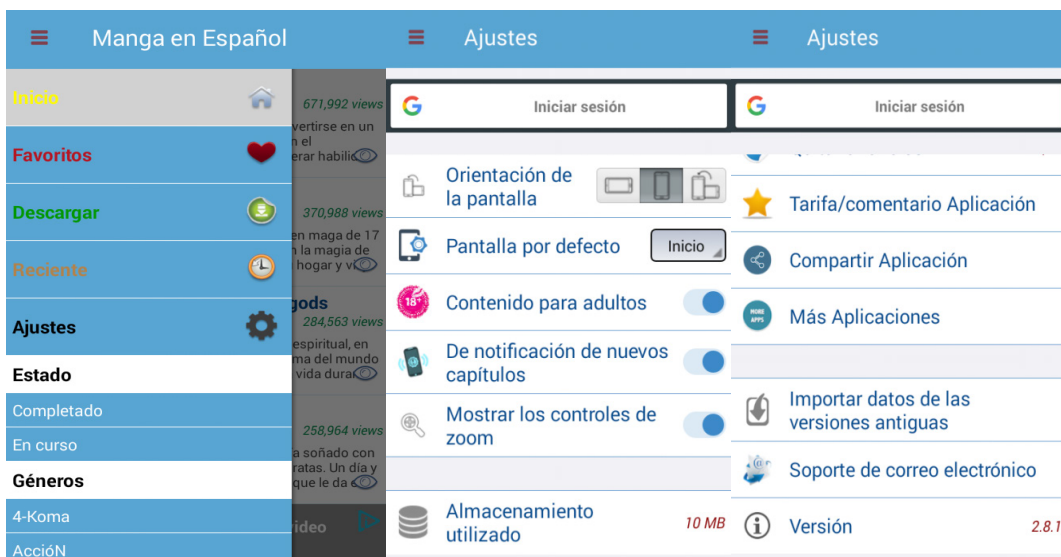 Manga en Español
Inicio
Favoritos
Descargar
Reciente
Ajustes
Estado
Completado
En curso
Géneros
4-Koma
AccióN
671,992 views
vertirse en un
n el
erar habilid
370,988 views
en maga de 17
n la magia de
hogar y vi
gods
284,563 views
espiritual, en
ma del mundo
vida dura
258,964 views
a soñado con
ratas. Un día y
que le da
ideo
Ajustes
Iniciar sesión
Orientación de
la pantalla
Pantalla por defecto
Inicio
18+
Contenido para adultos
De notificación de nuevos
capítulos
Mostrar los controles de
zoom
Almacenamiento
utilizado
10 MB
Ajustes
Iniciar sesión
Tarifa/comentario Aplicación
Compartir Aplicación
MORE
APPS
Más Aplicaciones
Importar datos de las
versiones antiguas
Soporte de correo electrónico
Versión
2.8.1